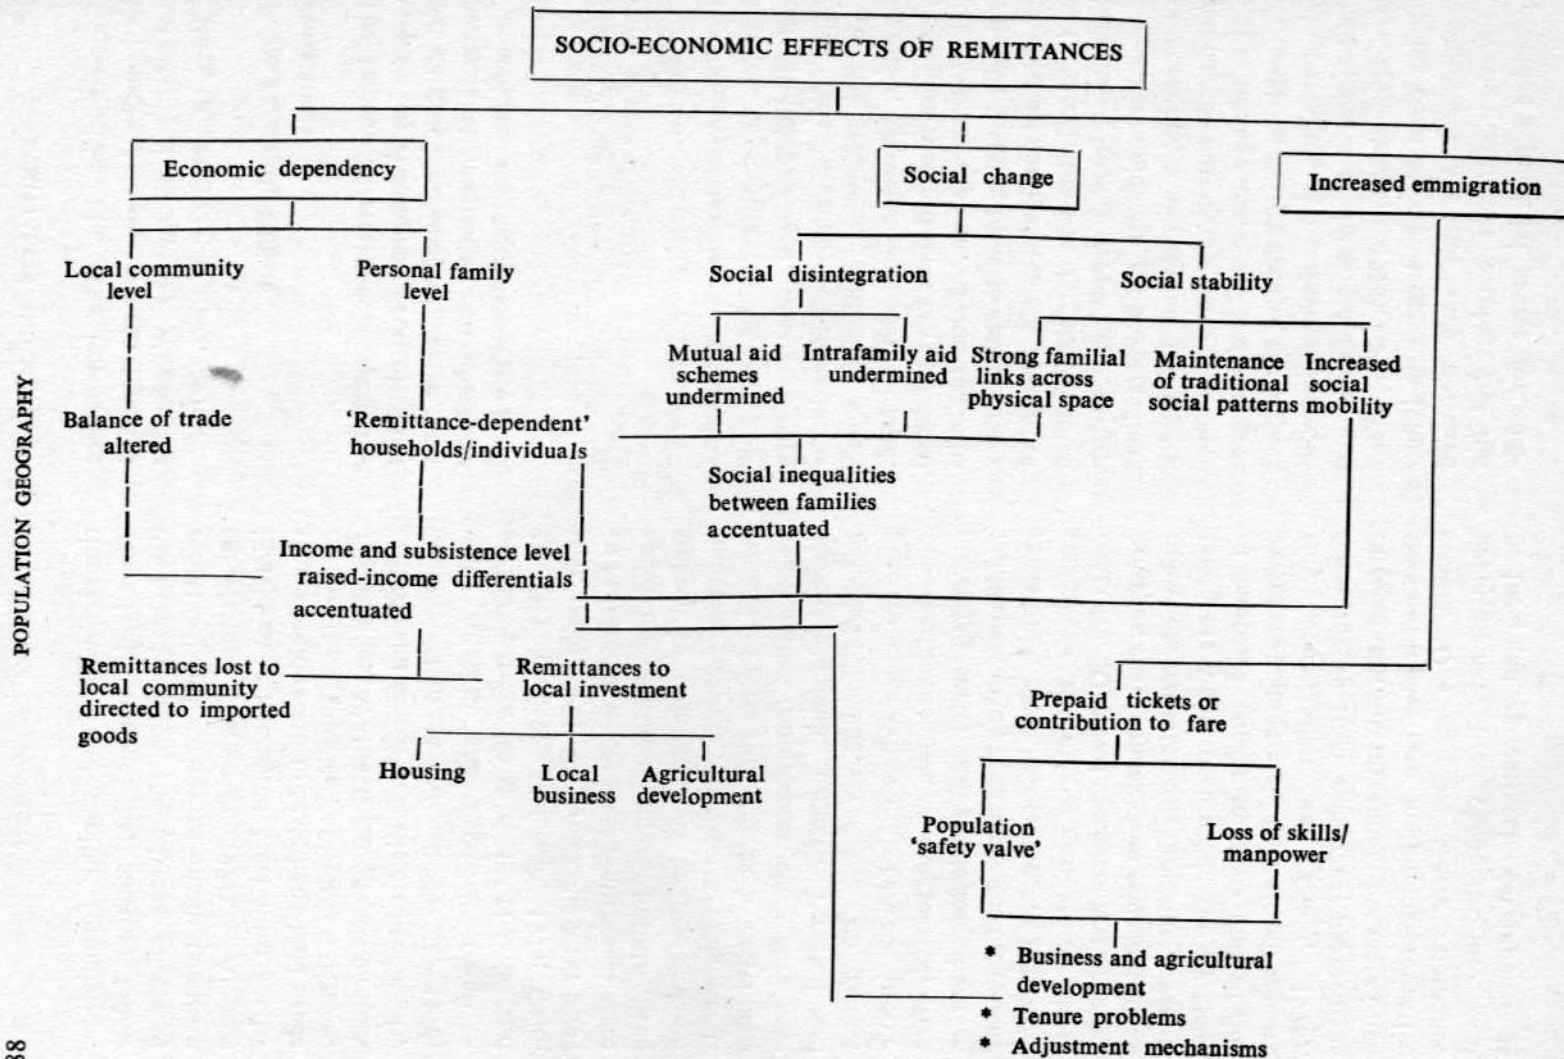 SOCIO-ECONOMIC EFFECTS OF REMITTANCES
Economic dependency
Social change
Increased emmigration
Local community
level
Personal family
level
Social disintegration
Social stability
Mutual aid
schemes
undermined
Intrafamily aid
undermined
Strong familial
links across
physical space
Maintenance
of traditional
social patterns
Increased
social
mobility
Balance of trade
altered
'Remittance-dependent'
households/individuals
Social inequalities
between families
accentuated
Income and subsistence level
raised-income differentials
accentuated
Remittances lost to
local community
directed to imported
goods
Remittances to
local investment
Housing
Local
business
Agricultural
development
Prepaid tickets or
contribution to fare
Population
'safety valve'
Loss of skills/
manpower
* Business and agricultural
development
* Tenure problems
* Adjustment mechanisms
POPULATION GEOGRAPHY